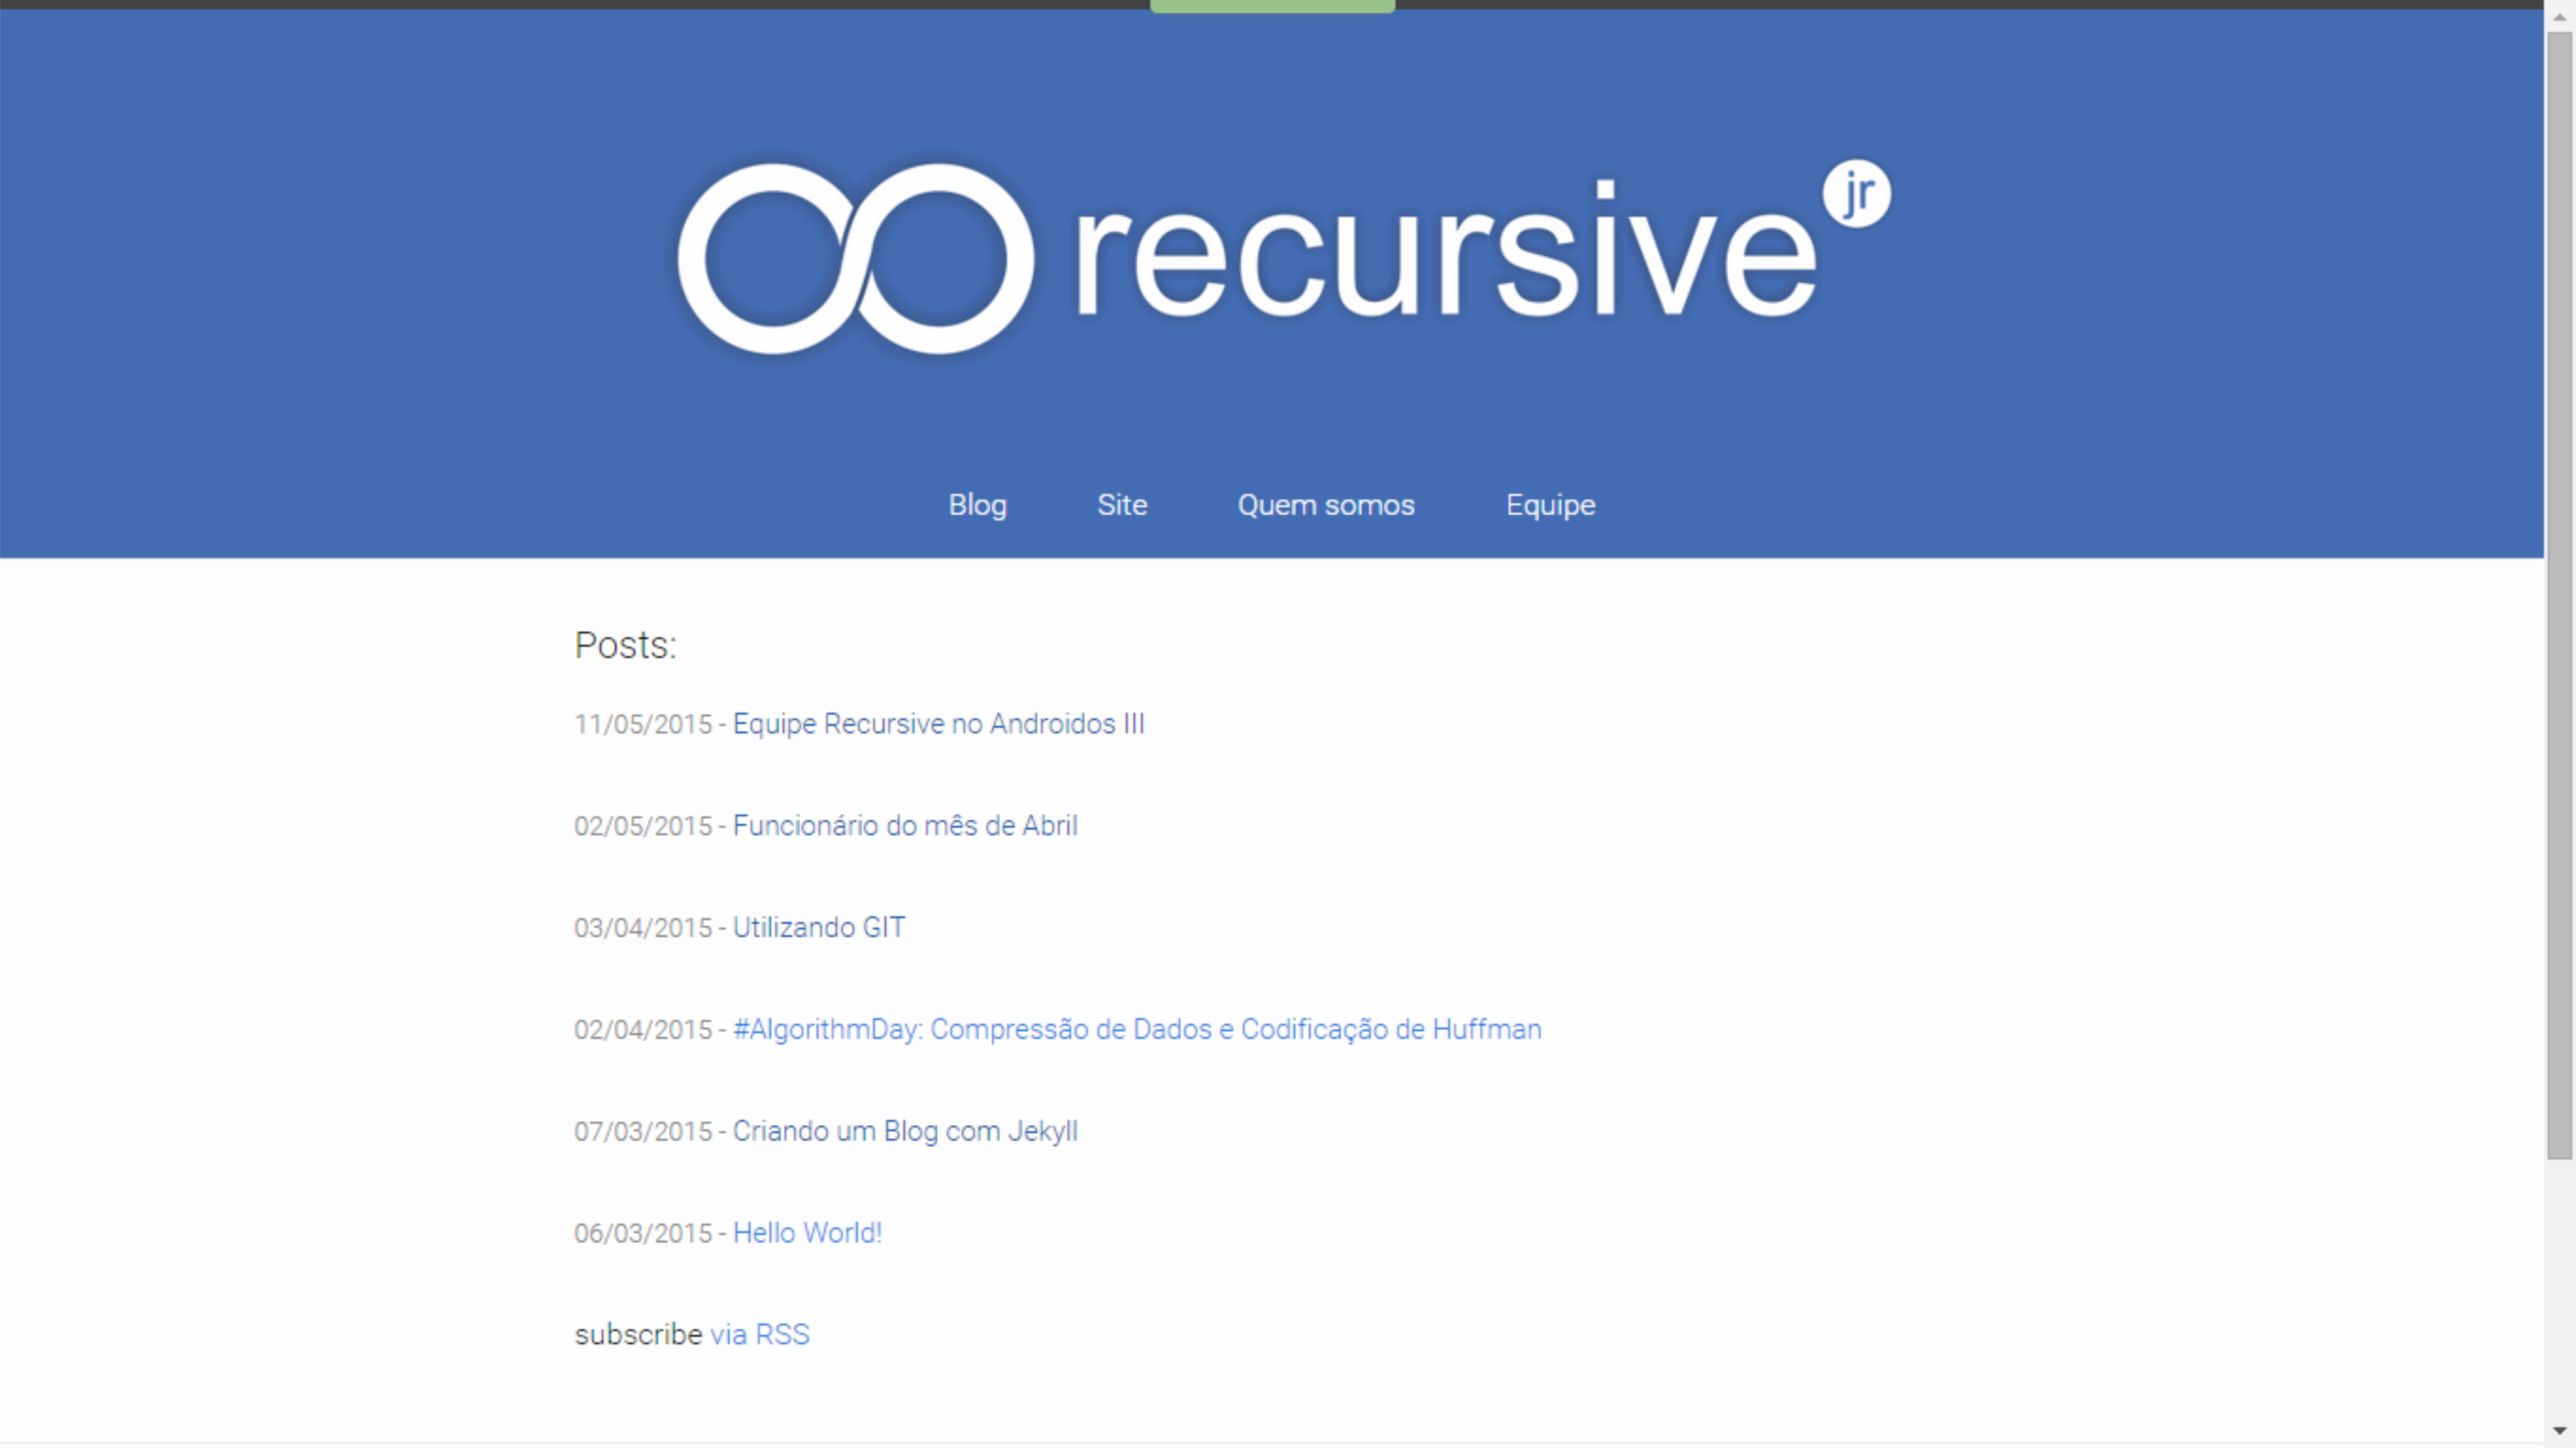 recursive jr
Blog Site Quem somos Equipe
Posts:
11/05/2015 - Equipe Recursive no Androidos III
02/05/2015 - Funcionário do mês de Abril
03/04/2015 - Utilizando GIT
02/04/2015 - #AlgorithmDay: Compressão de Dados e Codificação de Huffman
07/03/2015 - Criando um Blog com Jekyll
06/03/2015 - Hello World!
subscribe via RSS